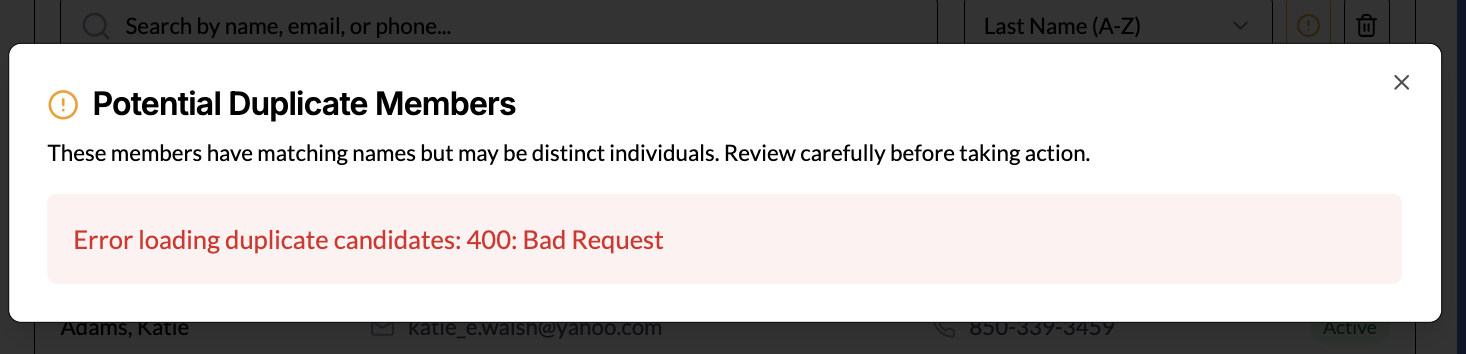 Search by name, email, or phone...
Last Name (A-Z)
Potential Duplicate Members
These members have matching names but may be distinct individuals. Review carefully before taking action.
Error loading duplicate candidates: 400: Bad Request
Adams, Katie
katie_e.walsh@yahoo.com
850-339-3459
Active